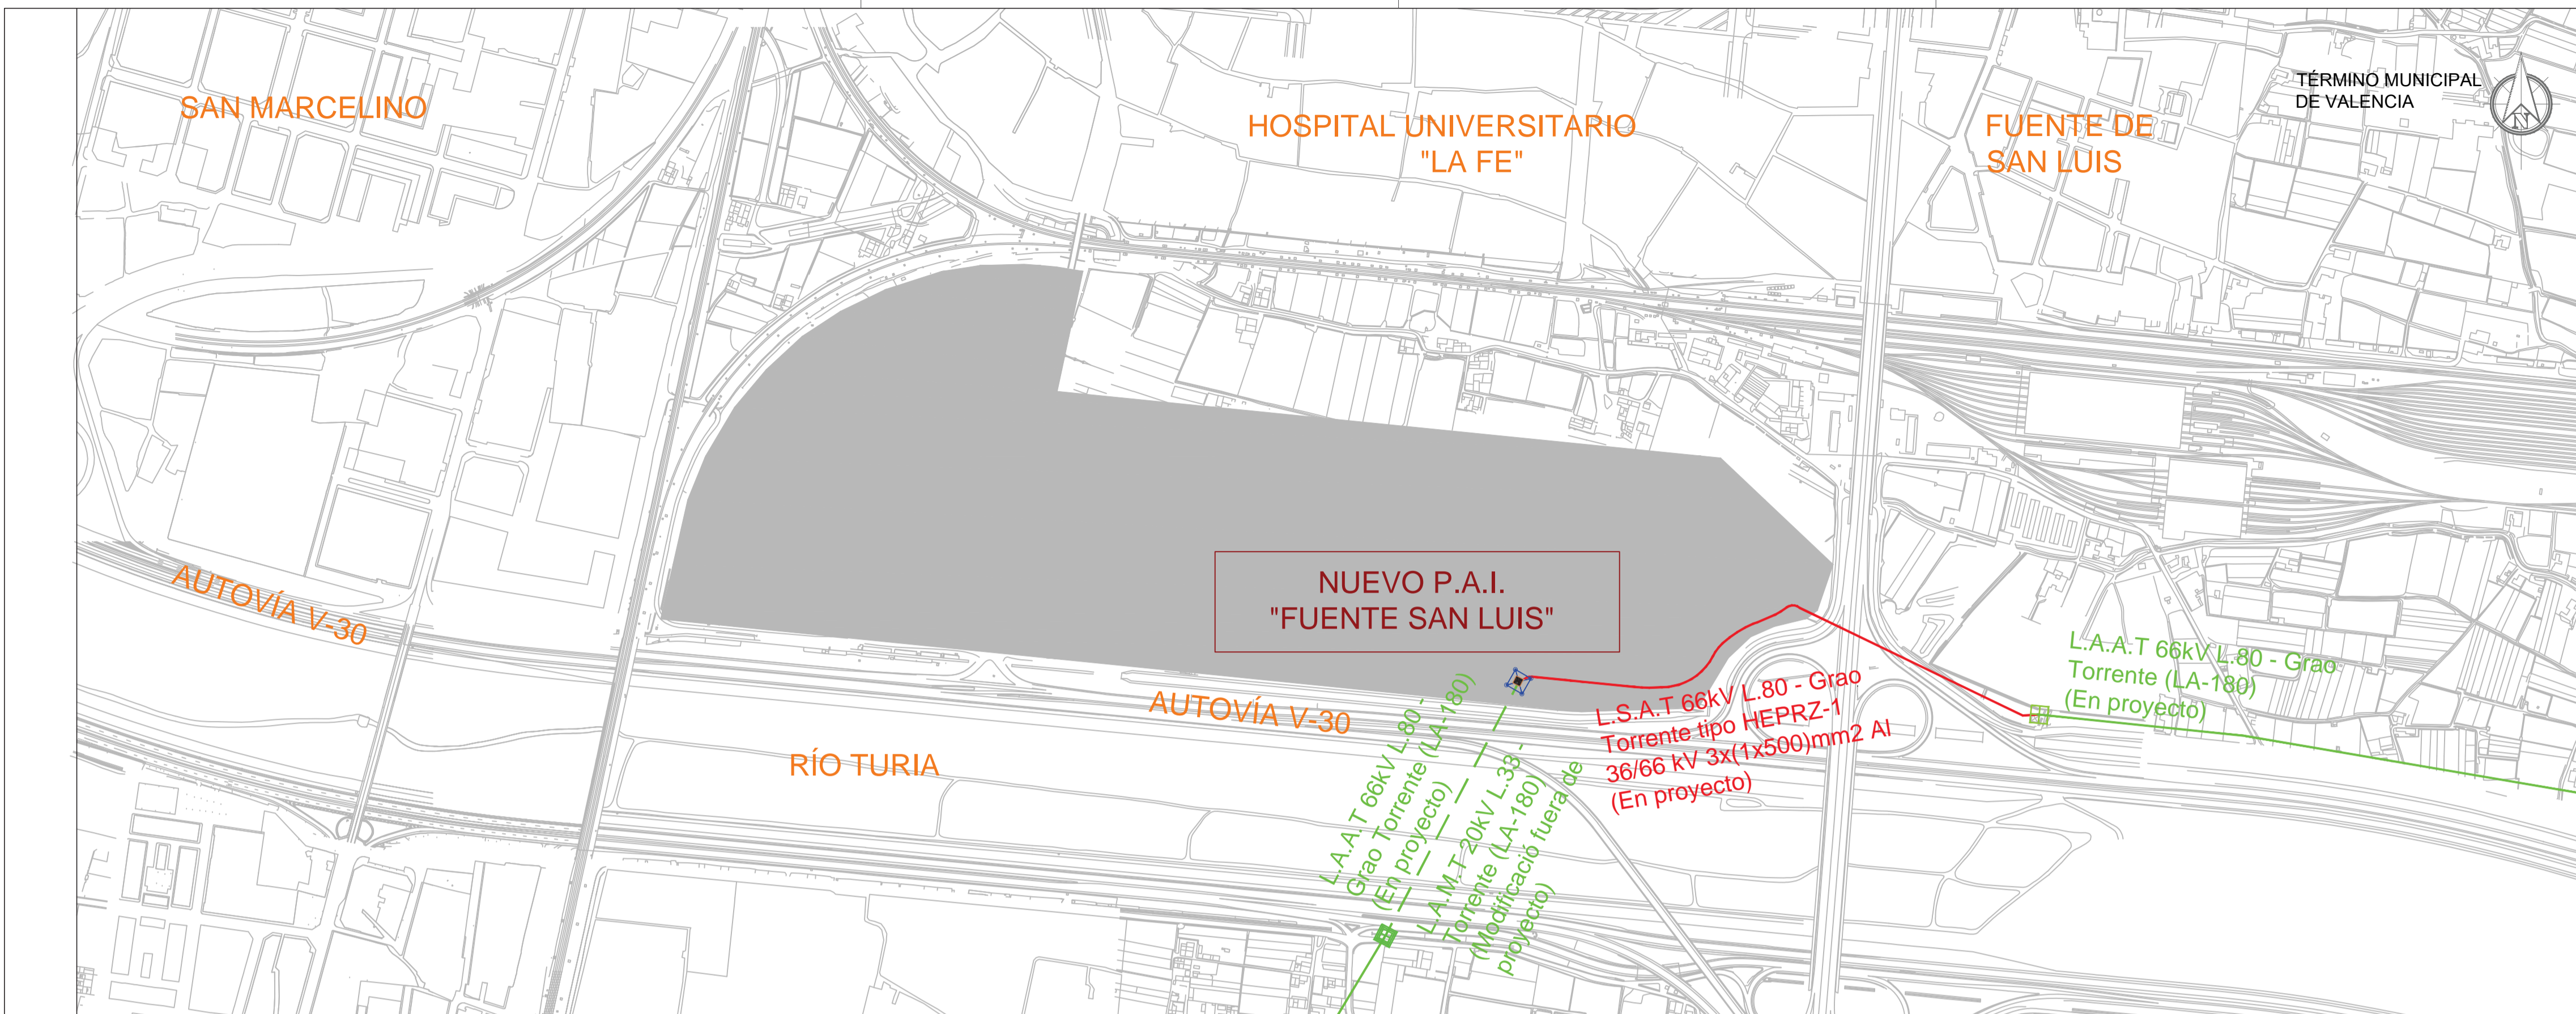 TÉRMINO MUNICIPAL
DE VALENCIA
SAN MARCELINO
HOSPITAL UNIVERSITARIO
"LA FE"
FUENTE DE
SAN LUIS
N
NUEVO P.A.I.
"FUENTE SAN LUIS"
AUTOVÍA V-30
AUTOVÍA V-30
RÍO TURIA
L.A.A.T 66kV L.80 - Grao
Torrente (LA-180)
(En proyecto)
L.S.A.T 66kV L.80 - Grao
Torrente tipo HEPRZ-1
36/66 kV 3x(1x500)mm2 Al
(En proyecto)
L.A.A.T 66kV L.80 -
Grao Torrente (LA-180)
(En proyecto)
L.A.M.T 20kV L.33 -
Torrente (LA-180)
(Modificació fuera de
proyecto)